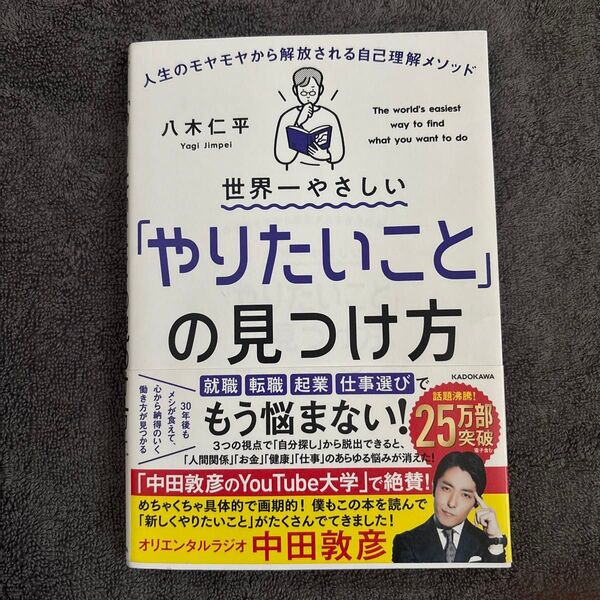 人生のモヤモヤから解放される自己理解メソッド
八木仁平
Yagi Jimpei
The world's easiest
way to find
what you want to do
世界一やさしい
「やりたいこと」
の見つけ方
30年後も
メシが食えて、
心から納得のいく
働き方が見つかる
就職 転職 起業 仕事選びで
もう悩まない!
KADOKAWA
話題沸騰!
25万部
突破
電子含む
3つの視点で「自分探し」から脱出できると、
「人間関係」「お金」「健康」「仕事」のあらゆる悩みが消えた!
「中田敦彦のYouTube大学」で絶賛!
めちゃくちゃ具体的で画期的!僕もこの本を読んで
「新しくやりたいこと」がたくさんでてきました!
オリエンタルラジオ 中田敦彦